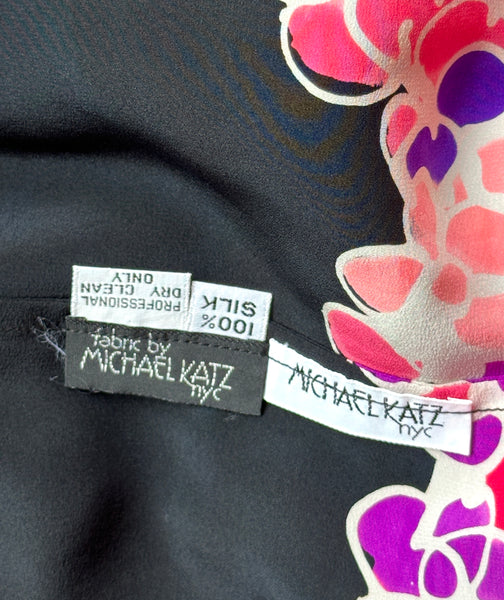 PROFESSIONAL
DRY CLEAN
ONLY
100%
SILK
fabric by
MICHAEL KATZ
nyc
MICHAEL KATZ
nyc